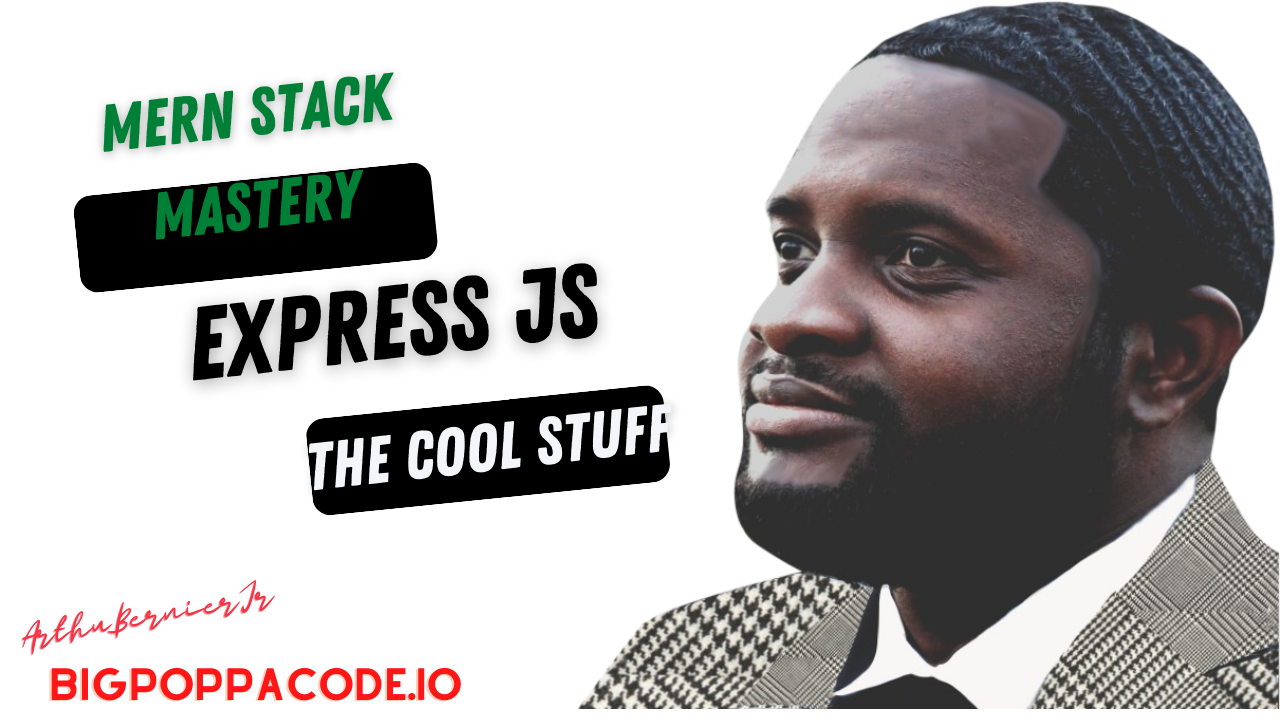 MERN STACK
MASTERY
EXPRESS JS
THE COOL STUFF
ArthurBernierJr
BIGPOPPACODE.IO